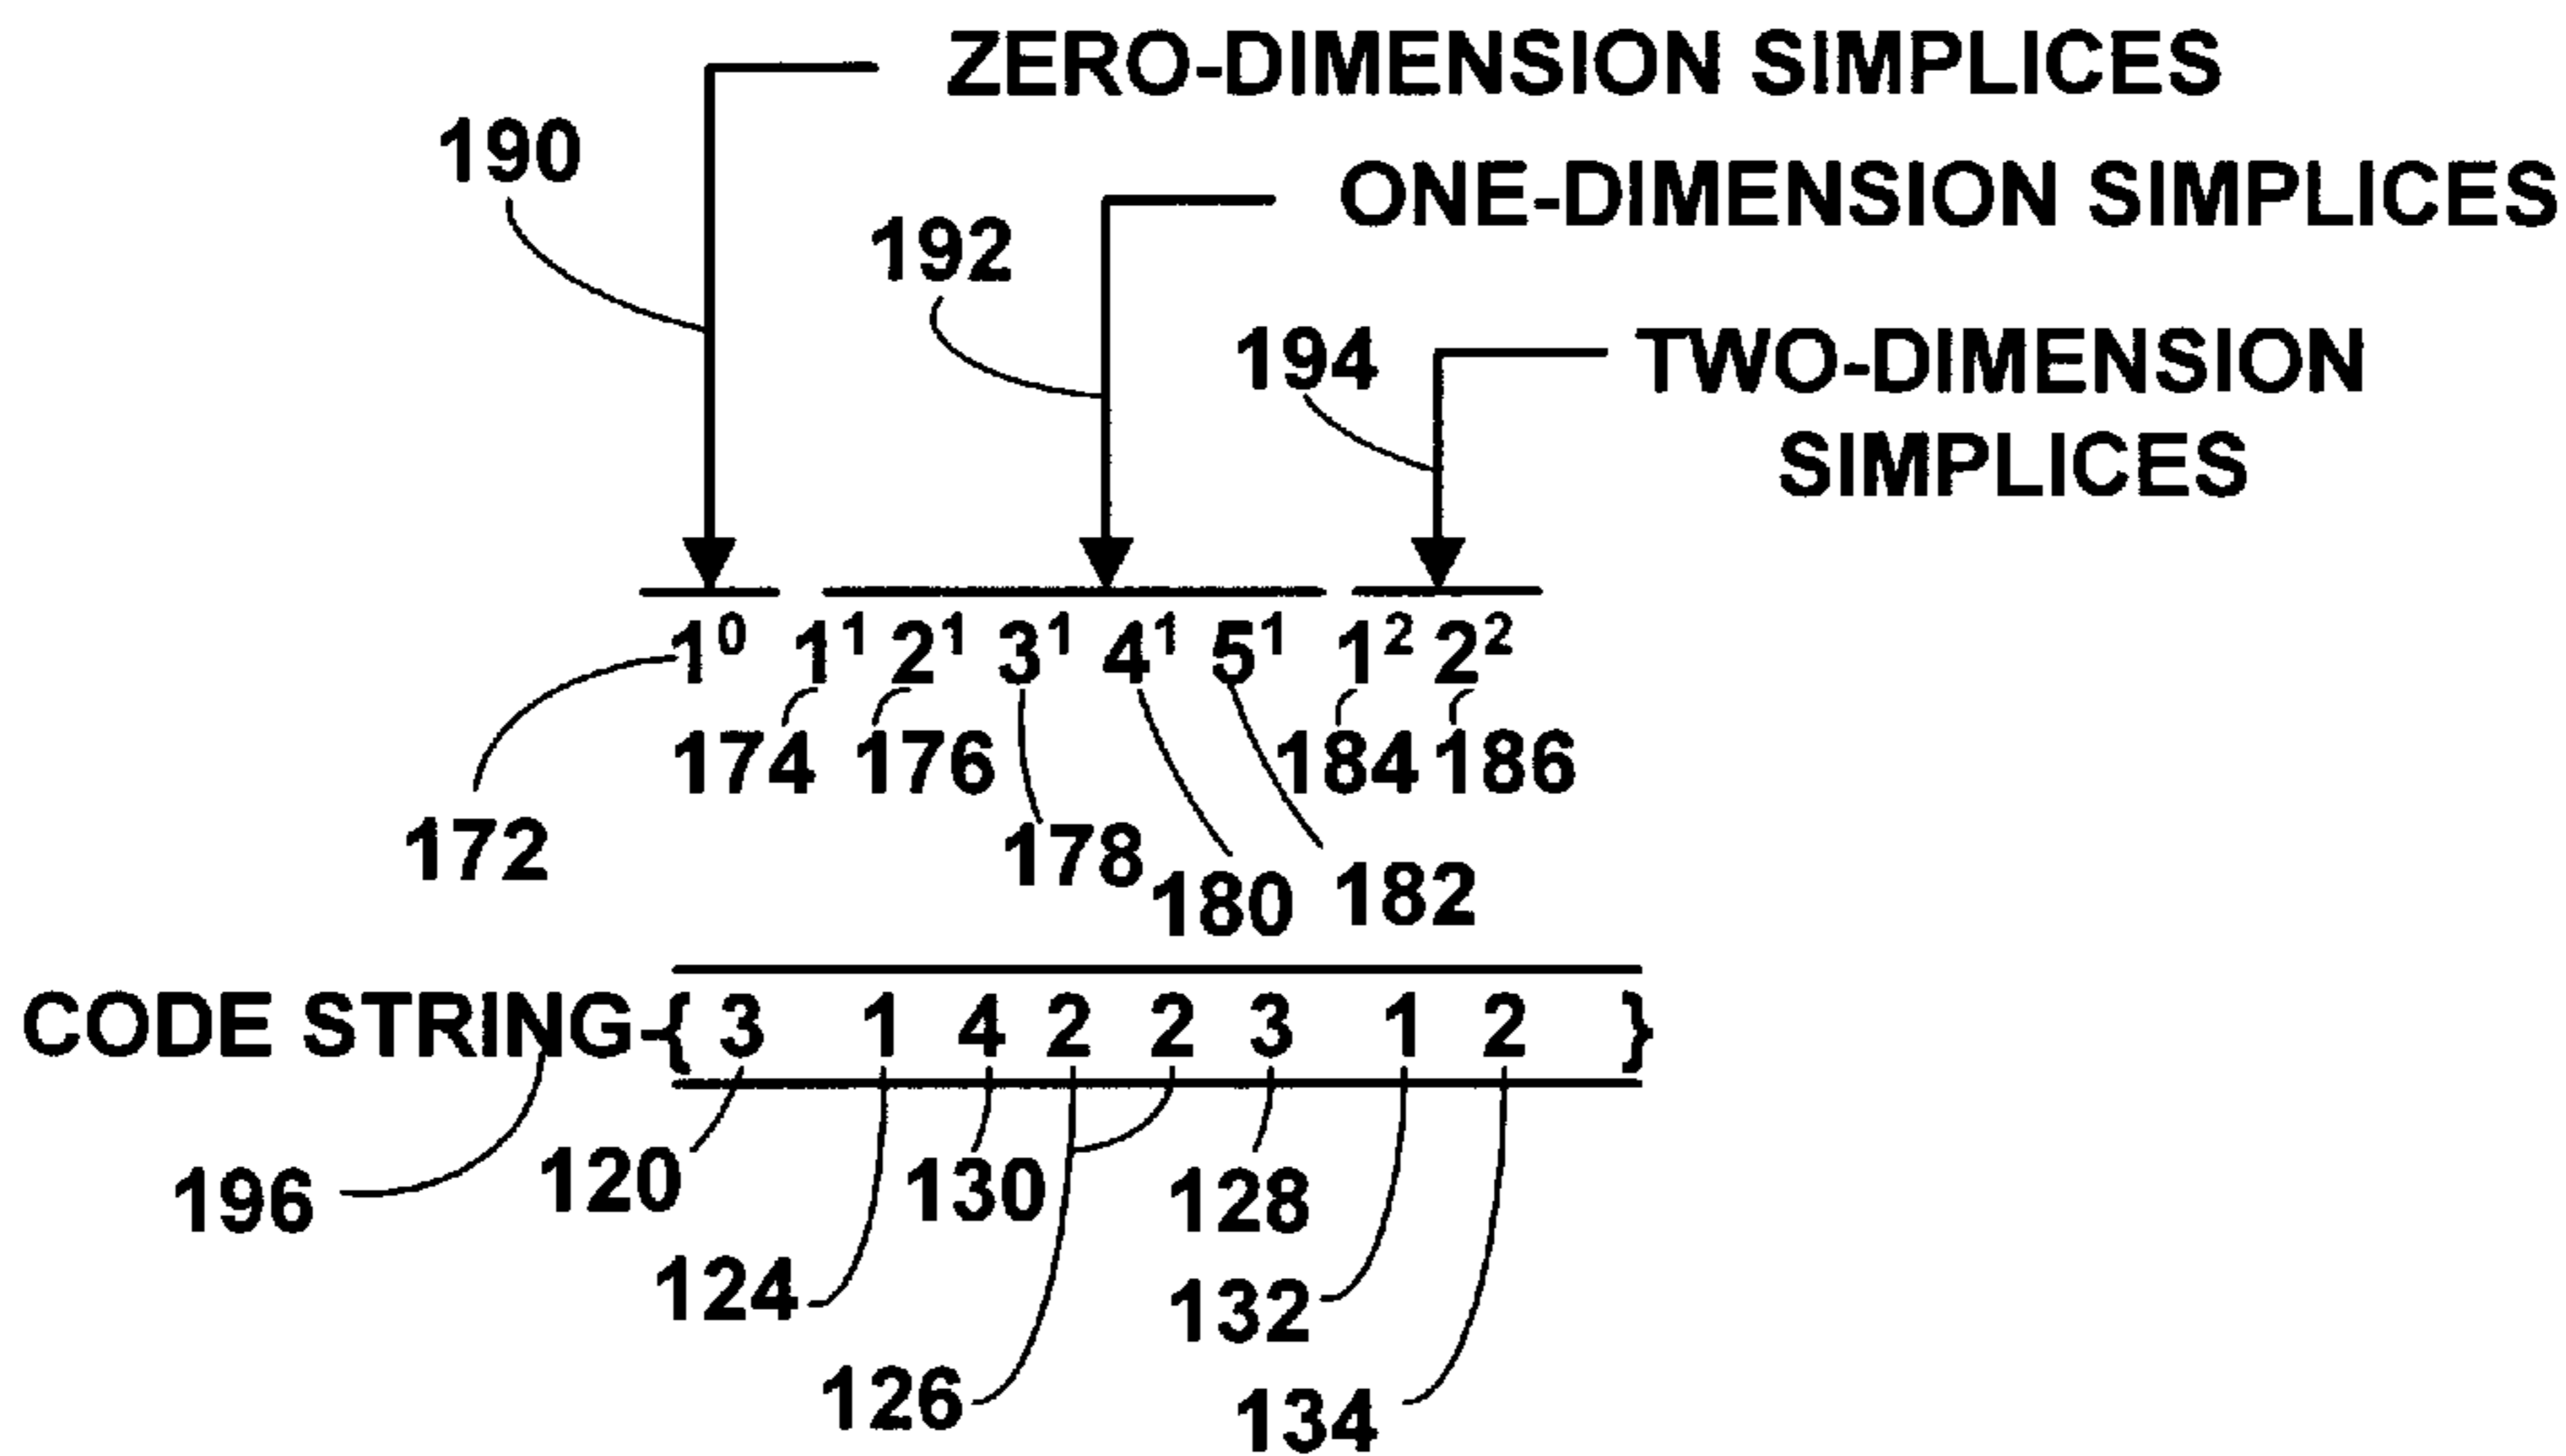 ZERO-DIMENSION SIMPLICES
190
ONE-DIMENSION SIMPLICES
192
194
TWO-DIMENSION
SIMPLICES
1⁰ 1¹ 2¹ 3¹ 4¹ 5¹ 1² 2²
174 176 184 186
172 178 180 182
CODE STRING-{ 3 1 4 2 2 3 1 2 }
196 120 130 128
124 132
126 134